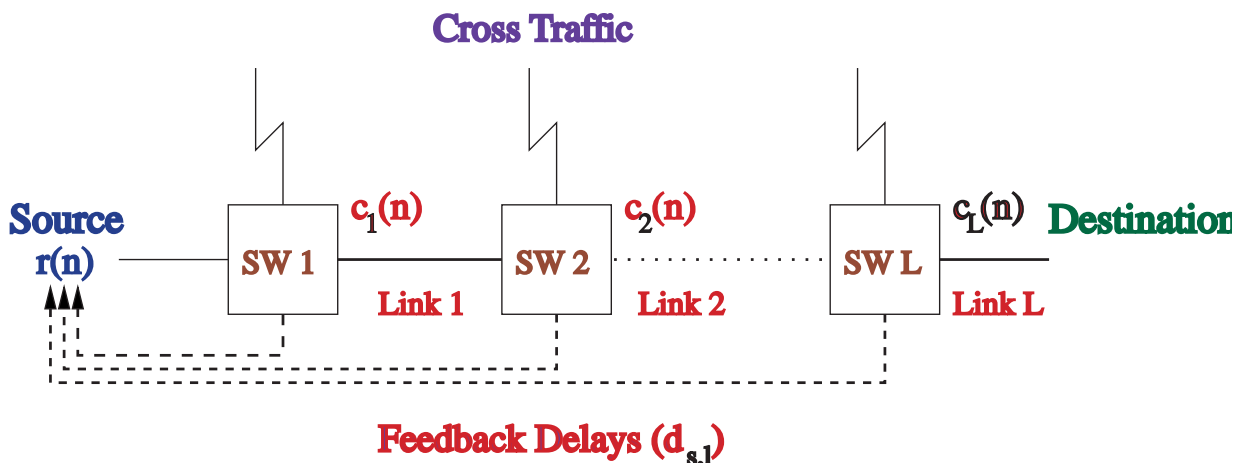 Cross Traffic
Source
r(n)
SW 1
c1(n)
Link 1
SW 2
c2(n)
Link 2
SW L
cL(n)
Link L
Destination
Feedback Delays (ds,l)